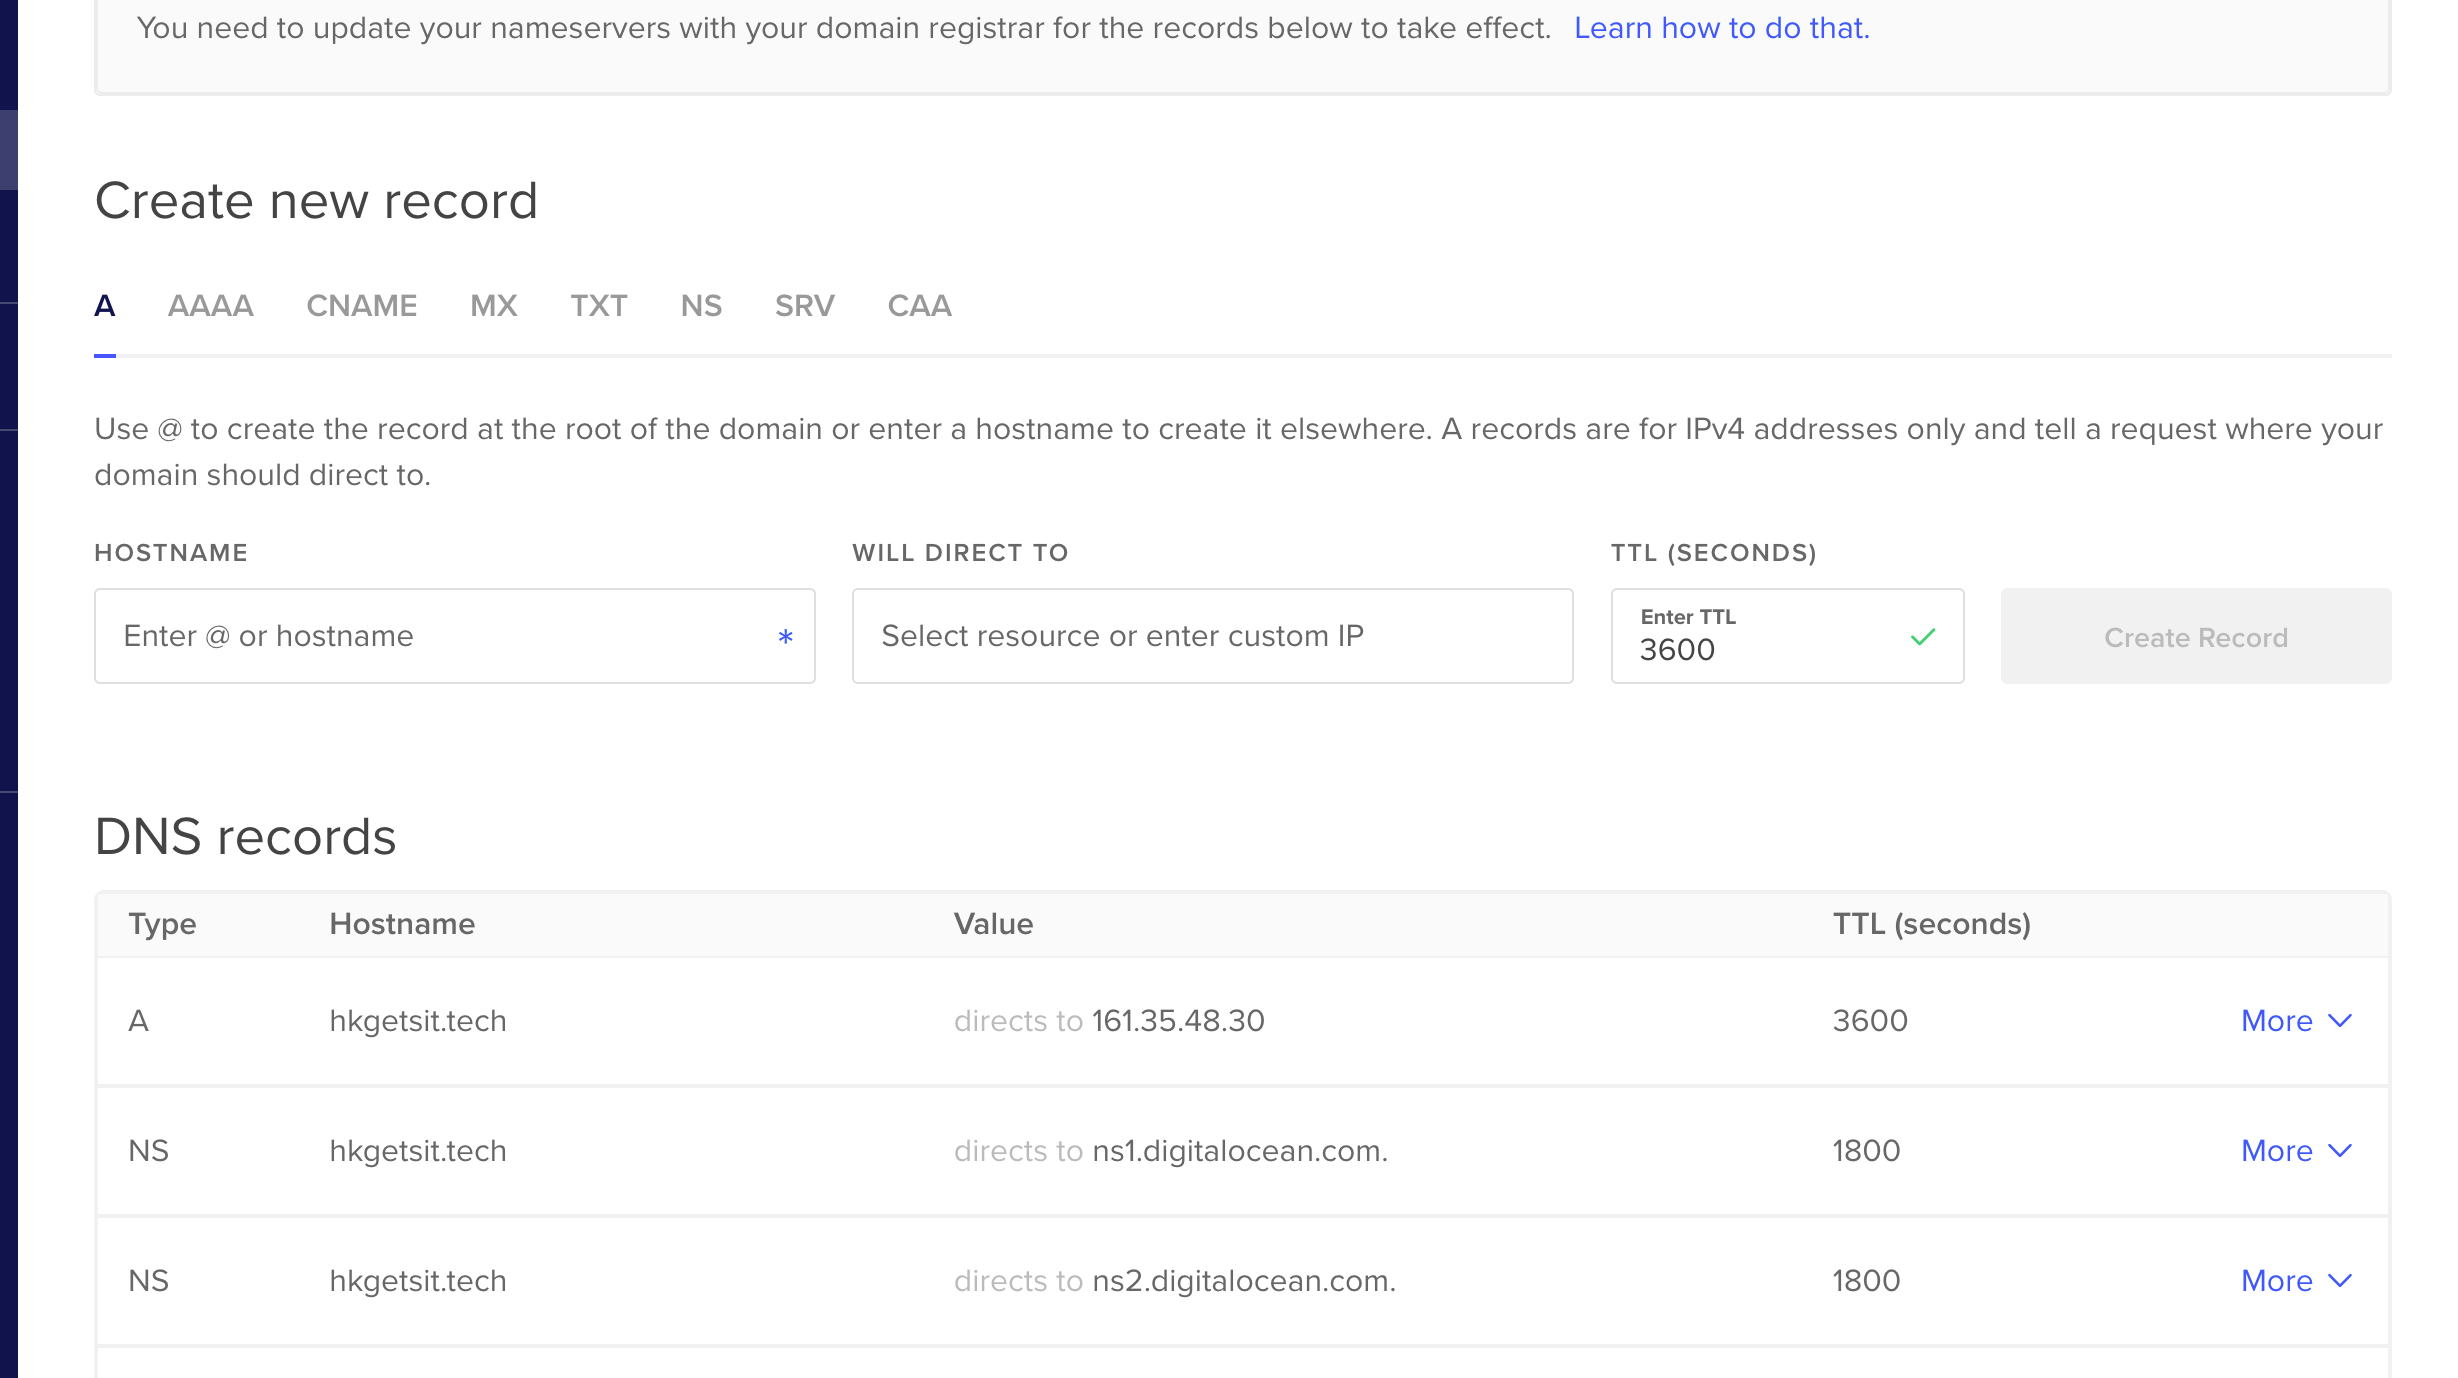 You need to update your nameservers with your domain registrar for the records below to take effect. Learn how to do that.
Create new record
A AAAA CNAME MX TXT NS SRV CAA
Use @ to create the record at the root of the domain or enter a hostname to create it elsewhere. A records are for IPv4 addresses only and tell a request where your
domain should direct to.
HOSTNAME WILL DIRECT TO TTL (SECONDS)
Enter @ or hostname * Select resource or enter custom IP Enter TTL
3600 Create Record
DNS records
Type Hostname Value TTL (seconds)
A hkgetsit.tech directs to 161.35.48.30 3600 More
NS hkgetsit.tech directs to ns1.digitalocean.com. 1800 More
NS hkgetsit.tech directs to ns2.digitalocean.com. 1800 More